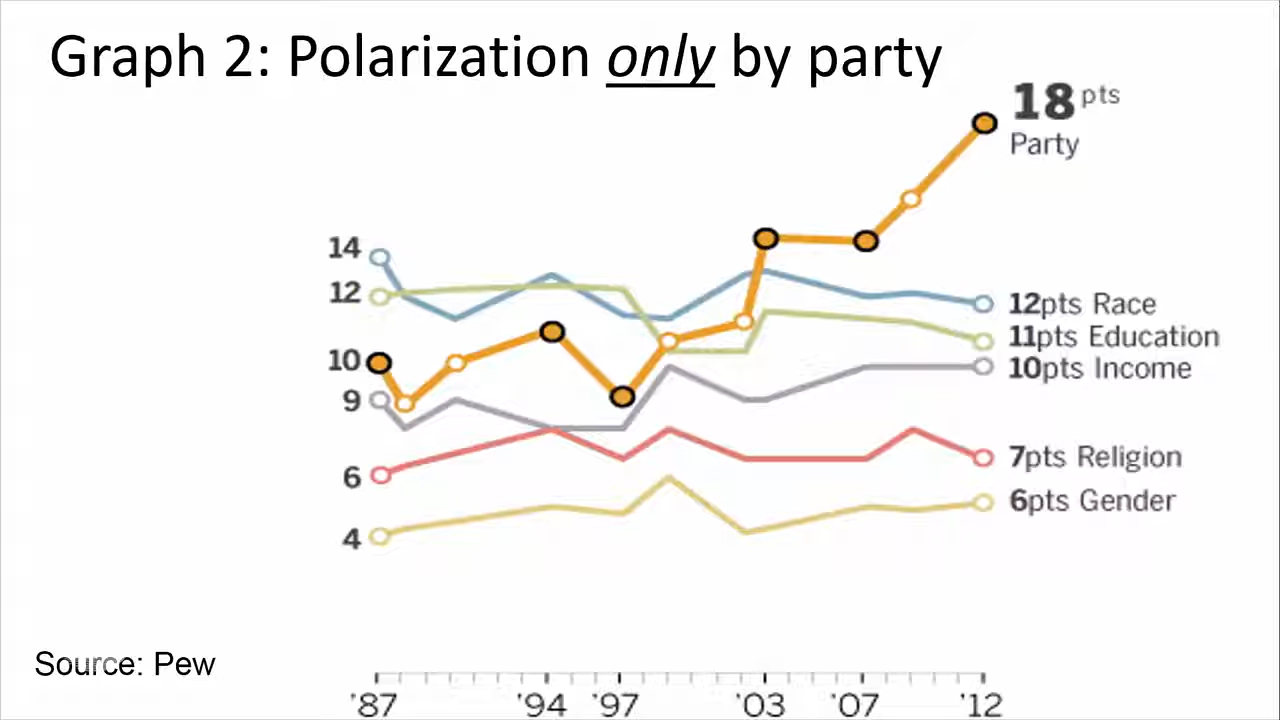 Graph 2: Polarization only by party
18 pts
Party
14
12
10
9
6
4
12pts Race
11pts Education
10pts Income
7pts Religion
6pts Gender
Source: Pew
'87 '94 '97 '03 '07 '12